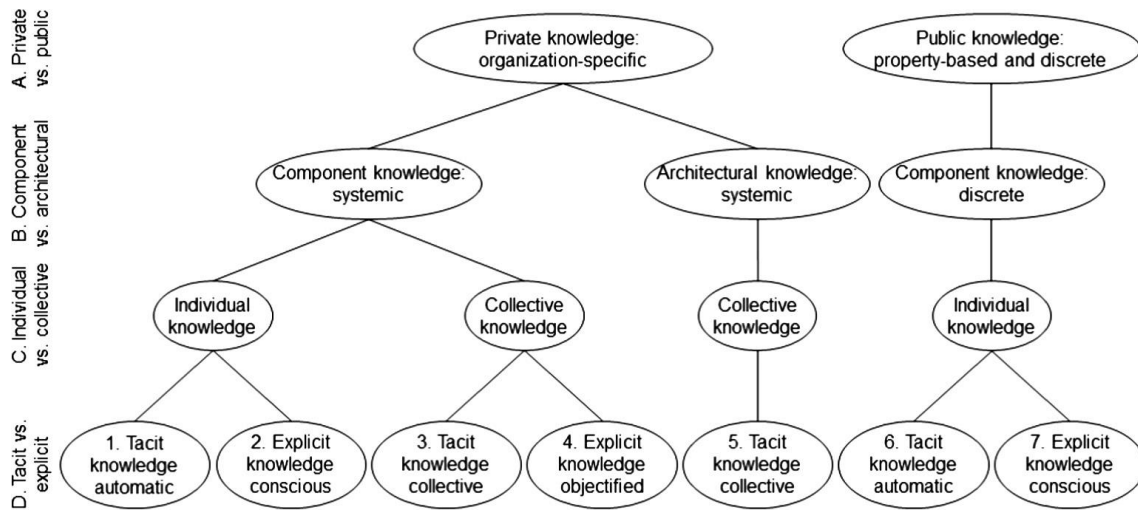 A. Private
vs. public
Private knowledge:
organization-specific
Public knowledge:
property-based and discrete
B. Component
vs. architectural
Component knowledge:
systemic
Architectural knowledge:
systemic
Component knowledge:
discrete
C. Individual
vs. collective
Individual
knowledge
Collective
knowledge
Collective
knowledge
Individual
knowledge
D. Tacit vs.
explicit
1. Tacit
knowledge
automatic
2. Explicit
knowledge
conscious
3. Tacit
knowledge
collective
4. Explicit
knowledge
objectified
5. Tacit
knowledge
collective
6. Tacit
knowledge
automatic
7. Explicit
knowledge
conscious